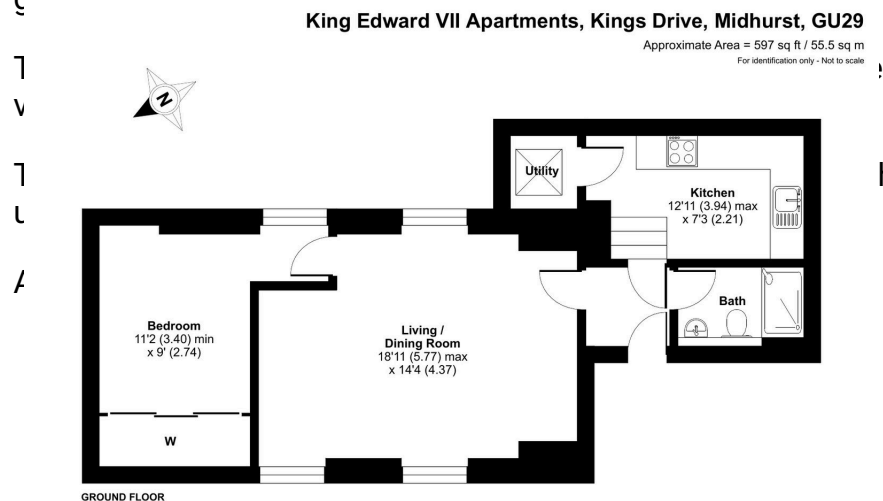 King Edward VII Apartments, Kings Drive, Midhurst, GU29
Approximate Area = 597 sq ft / 55.5 sq m
For identification only - Not to scale
N
Utility
Kitchen
12'11 (3.94) max
x 7'3 (2.21)
Bath
Bedroom
11'2 (3.40) min
x 9' (2.74)
Living /
Dining Room
18'11 (5.77) max
x 14'4 (4.37)
W
GROUND FLOOR